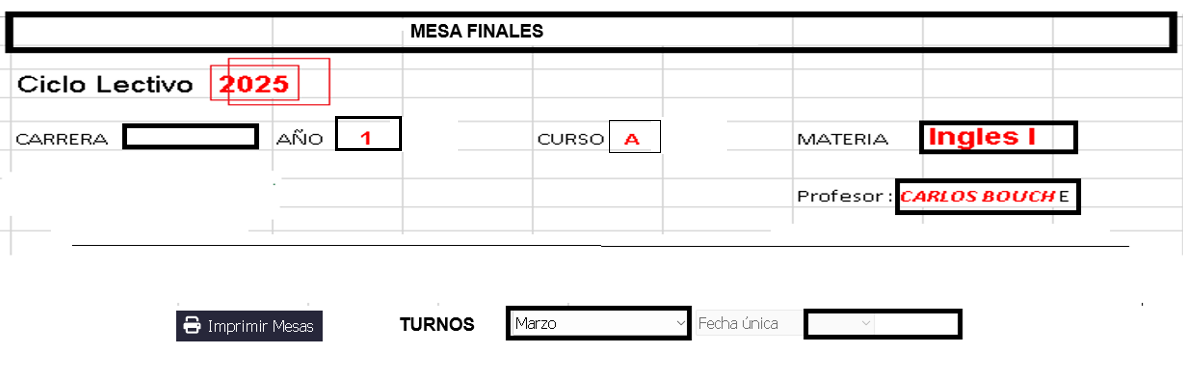 MESA FINALES
Ciclo Lectivo 2025
CARRERA AÑO 1 CURSO A MATERIA Ingles I
Profesor : CARLOS BOUCH E
Imprimir Mesas TURNOS Marzo Fecha única